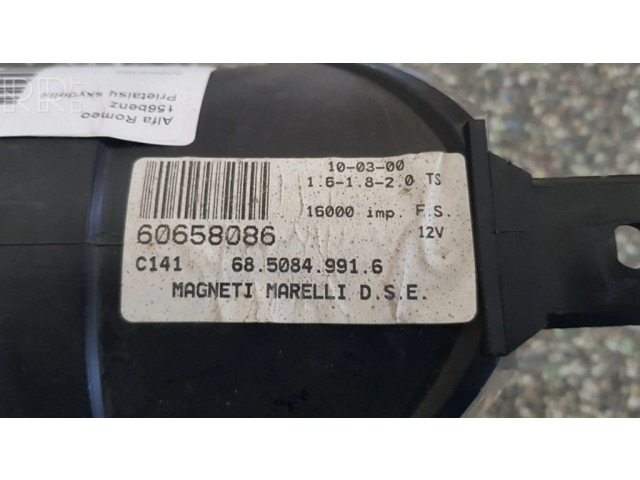 Alfa Romeo
156benz
Prietaisų skydelis
RRR
10-03-00
1.6-1.8-2.0 TS
16000 imp. F.S.
60658086
12V
C141 68.5084.991.6
MAGNETI MARELLI D.S.E.